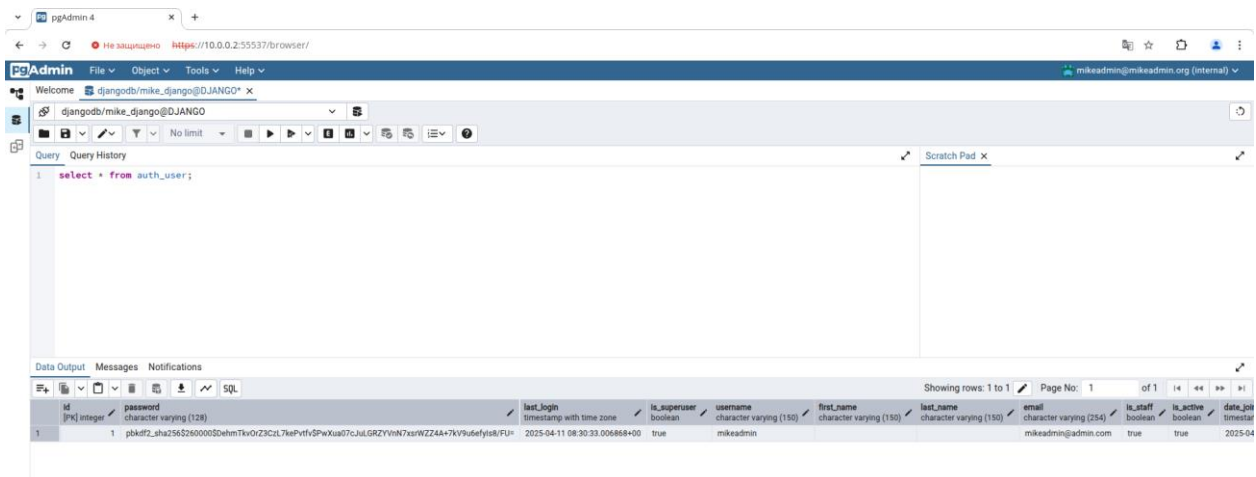 pgAdmin 4
Не защищено https://10.0.0.2:55537/browser/
pgAdmin File Object Tools Help mikeadmin@mikeadmin.org (internal)
Welcome djangodb/mike_django@DJANGO*
djangodb/mike_django@DJANGO
No limit
Query Query History Scratch Pad
1 select * from auth_user;
Data Output Messages Notifications
SQL Showing rows: 1 to 1 Page No: 1 of 1
id password last_login is_superuser username first_name last_name email is_staff is_active date_join
[PK] integer character varying (128) timestamp with time zone boolean character varying (150) character varying (150) character varying (150) character varying (254) boolean boolean timestam
1 1 pbkdf2_sha256$260000$DehmTkvOrZ3CzL7kePvtfv$PwXua07cJuLGRZYVnN7xsrWZZ4A+7kV9u6efyIs8/FU= 2025-04-11 08:30:33.006868+00 true mikeadmin mikeadmin@admin.com true true 2025-04